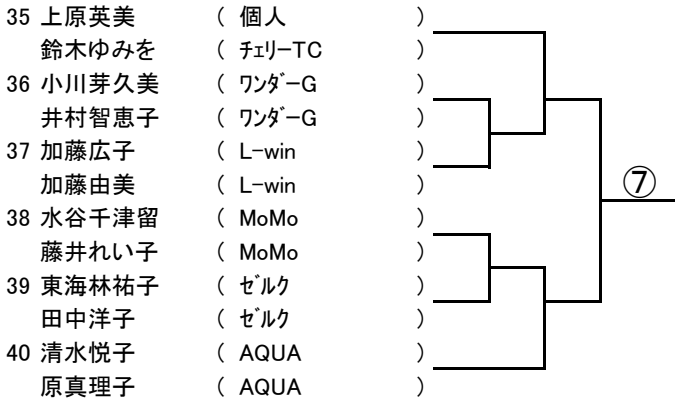 35 上原英美 ( 個人 )
鈴木ゆみを ( ﾁｪﾘｰTC )
36 小川芽久美 ( ﾜﾝﾀﾞｰG )
井村智恵子 ( ﾜﾝﾀﾞｰG )
37 加藤広子 ( L-win )
加藤由美 ( L-win )
⑦
38 水谷千津留 ( MoMo )
藤井れい子 ( MoMo )
39 東海林祐子 ( ｾﾞﾙｸ )
田中洋子 ( ｾﾞﾙｸ )
40 清水悦子 ( AQUA )
原真理子 ( AQUA )